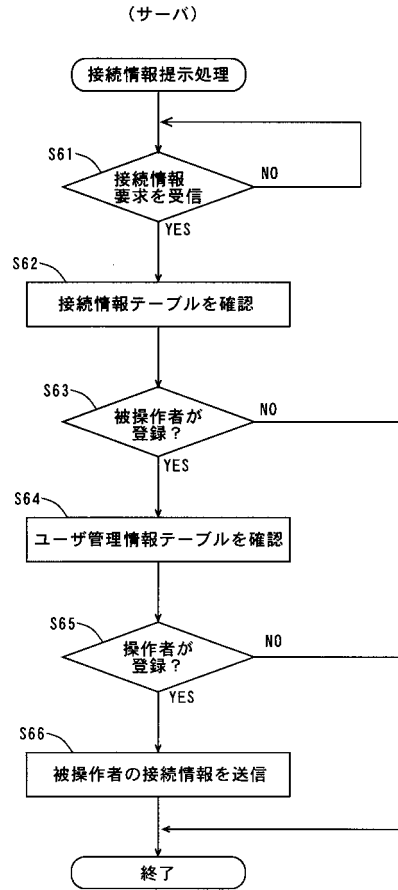 （サーバ）
接続情報提示処理
S61
接続情報
要求を受信
NO
YES
S62
接続情報テーブルを確認
S63
被操作者が
登録？
NO
YES
S64
ユーザ管理情報テーブルを確認
S65
操作者が
登録？
NO
YES
S66
被操作者の接続情報を送信
終了